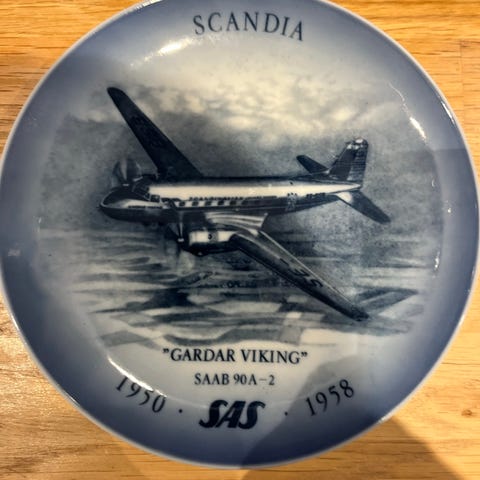 SCANDIA
"GARDAR VIKING"
SAAB 90A-2
1950 · SAS · 1958